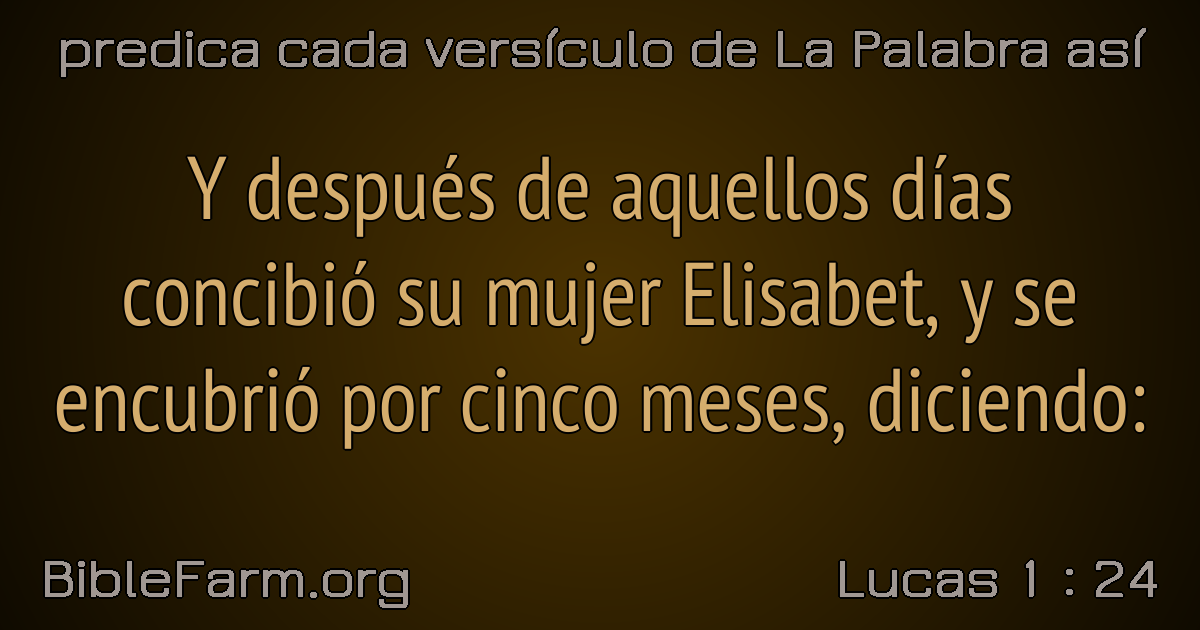 predica cada versículo de La Palabra así
Y después de aquellos días
concibió su mujer Elisabet, y se
encubrió por cinco meses, diciendo:
BibleFarm.org
Lucas 1 : 24